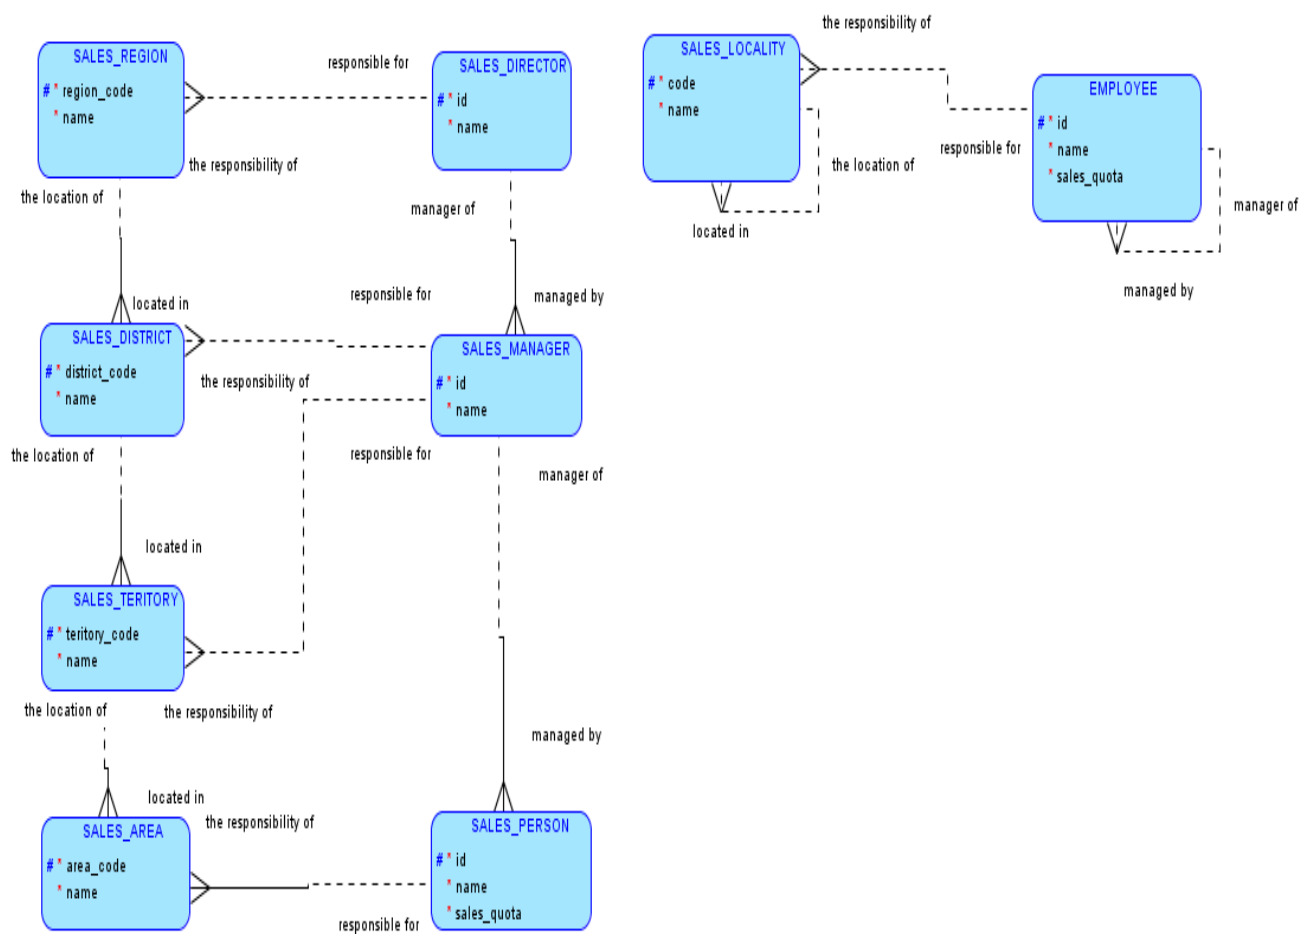 SALES_REGION
# * region_code
* name
responsible for
SALES_DIRECTOR
# * id
* name
the responsibility of
the location of
manager of
located in
responsible for
managed by
SALES_DISTRICT
# * district_code
* name
the responsibility of
SALES_MANAGER
# * id
* name
the location of
responsible for
manager of
located in
SALES_TERITORY
# * teritory_code
* name
the location of
the responsibility of
managed by
located in
the responsibility of
SALES_AREA
# * area_code
* name
SALES_PERSON
# * id
* name
* sales_quota
responsible for
the responsibility of
SALES_LOCALITY
# * code
* name
the location of
located in
responsible for
EMPLOYEE
# * id
* name
* sales_quota
manager of
managed by